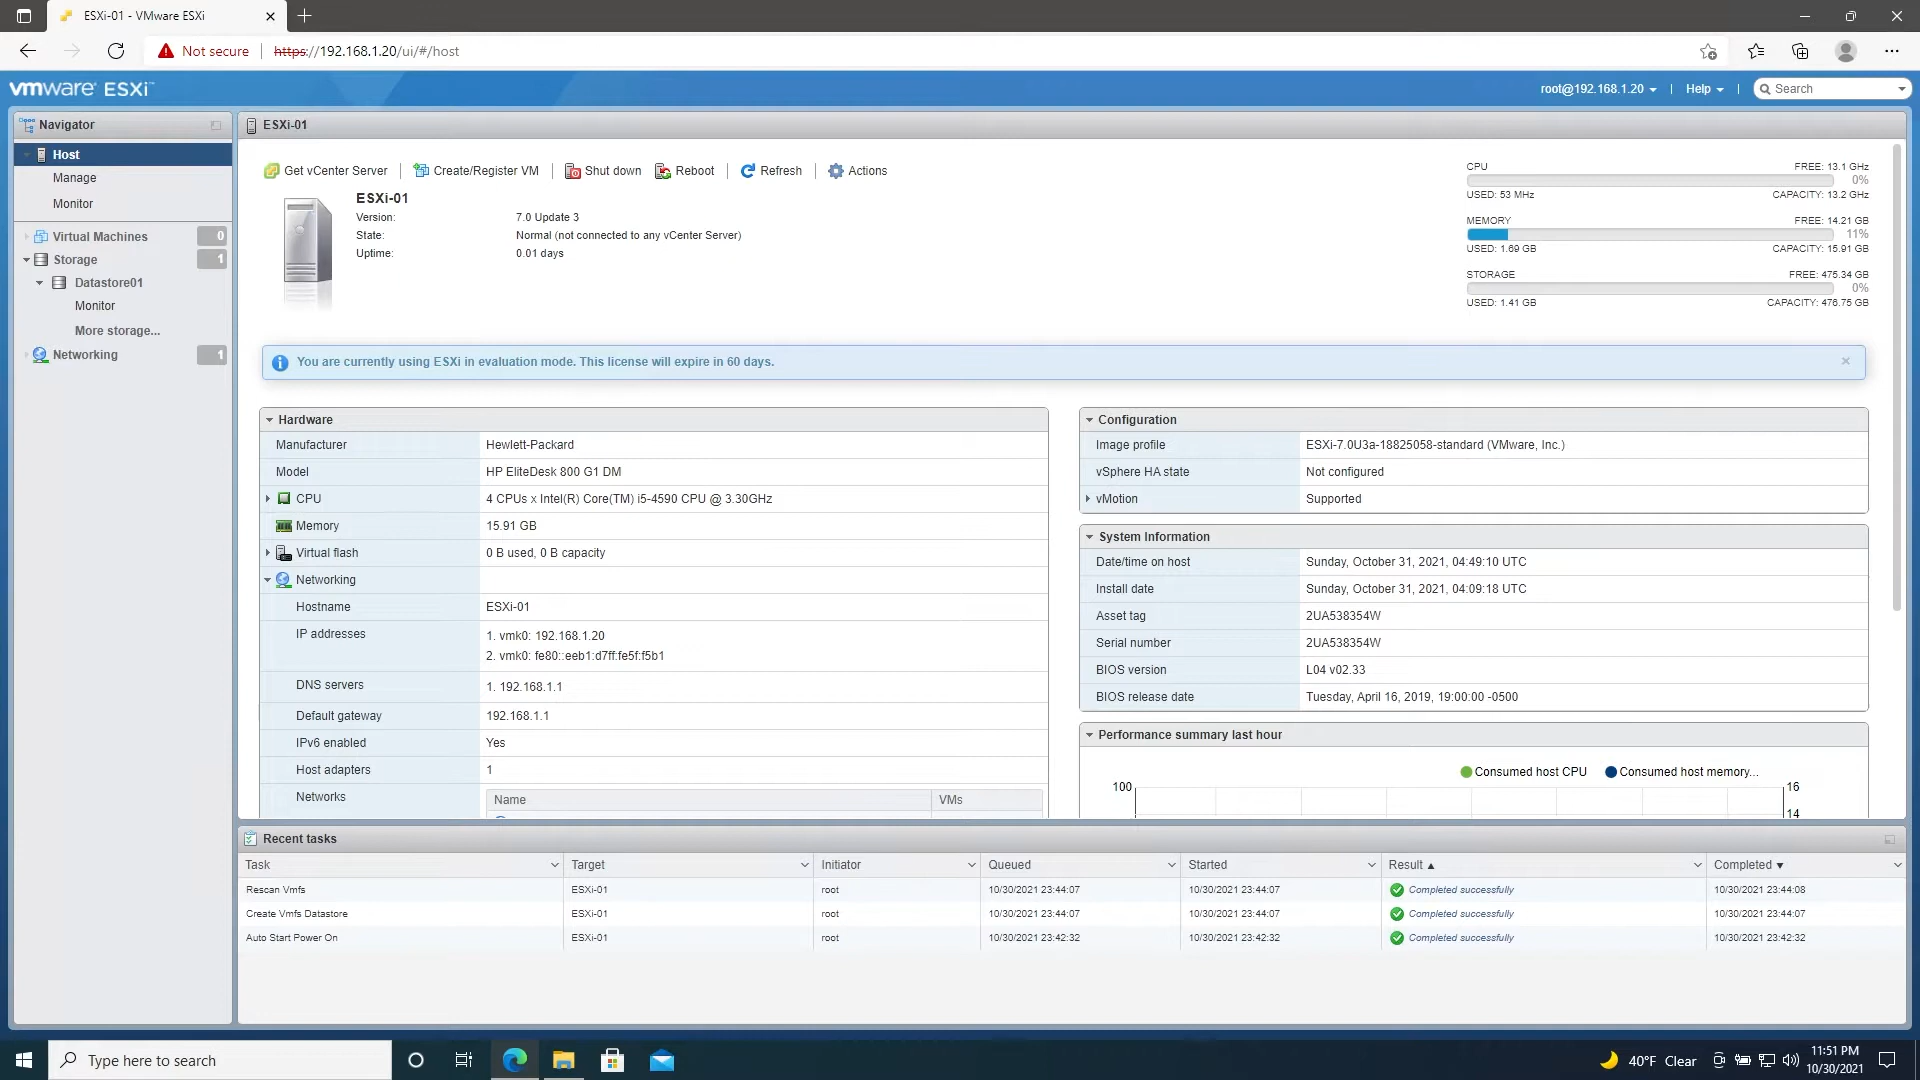 ESXi-01 - VMware ESXi
Not secure
https://192.168.1.20/ui/#/host
vmware ESXi™
root@192.168.1.20
Help
Search
Navigator
Host
Manage
Monitor
Virtual Machines 0
Storage 1
Datastore01
Monitor
More storage...
Networking 1
ESXi-01
Get vCenter Server
Create/Register VM
Shut down
Reboot
Refresh
Actions
ESXi-01
Version: 7.0 Update 3
State: Normal (not connected to any vCenter Server)
Uptime: 0.01 days
CPU FREE: 13.1 GHz
0%
USED: 53 MHz CAPACITY: 13.2 GHz
MEMORY FREE: 14.21 GB
11%
USED: 1.69 GB CAPACITY: 15.91 GB
STORAGE FREE: 475.34 GB
0%
USED: 1.41 GB CAPACITY: 476.75 GB
You are currently using ESXi in evaluation mode. This license will expire in 60 days.
Hardware
Manufacturer Hewlett-Packard
Model HP EliteDesk 800 G1 DM
CPU 4 CPUs x Intel(R) Core(TM) i5-4590 CPU @ 3.30GHz
Memory 15.91 GB
Virtual flash 0 B used, 0 B capacity
Networking
Hostname ESXi-01
IP addresses 1. vmk0: 192.168.1.20
2. vmk0: fe80::eeb1:d7ff:fe5f:f5b1
DNS servers 1. 192.168.1.1
Default gateway 192.168.1.1
IPv6 enabled Yes
Host adapters 1
Networks Name VMs
Configuration
Image profile ESXi-7.0U3a-18825058-standard (VMware, Inc.)
vSphere HA state Not configured
vMotion Supported
System Information
Date/time on host Sunday, October 31, 2021, 04:49:10 UTC
Install date Sunday, October 31, 2021, 04:09:18 UTC
Asset tag 2UA538354W
Serial number 2UA538354W
BIOS version L04 v02.33
BIOS release date Tuesday, April 16, 2019, 19:00:00 -0500
Performance summary last hour
Consumed host CPU Consumed host memory...
100 16
14
Recent tasks
Task Target Initiator Queued Started Result Completed
Rescan Vmfs ESXi-01 root 10/30/2021 23:44:07 10/30/2021 23:44:07 Completed successfully 10/30/2021 23:44:08
Create Vmfs Datastore ESXi-01 root 10/30/2021 23:44:07 10/30/2021 23:44:07 Completed successfully 10/30/2021 23:44:07
Auto Start Power On ESXi-01 root 10/30/2021 23:42:32 10/30/2021 23:42:32 Completed successfully 10/30/2021 23:42:32
Type here to search
40°F Clear
11:51 PM
10/30/2021